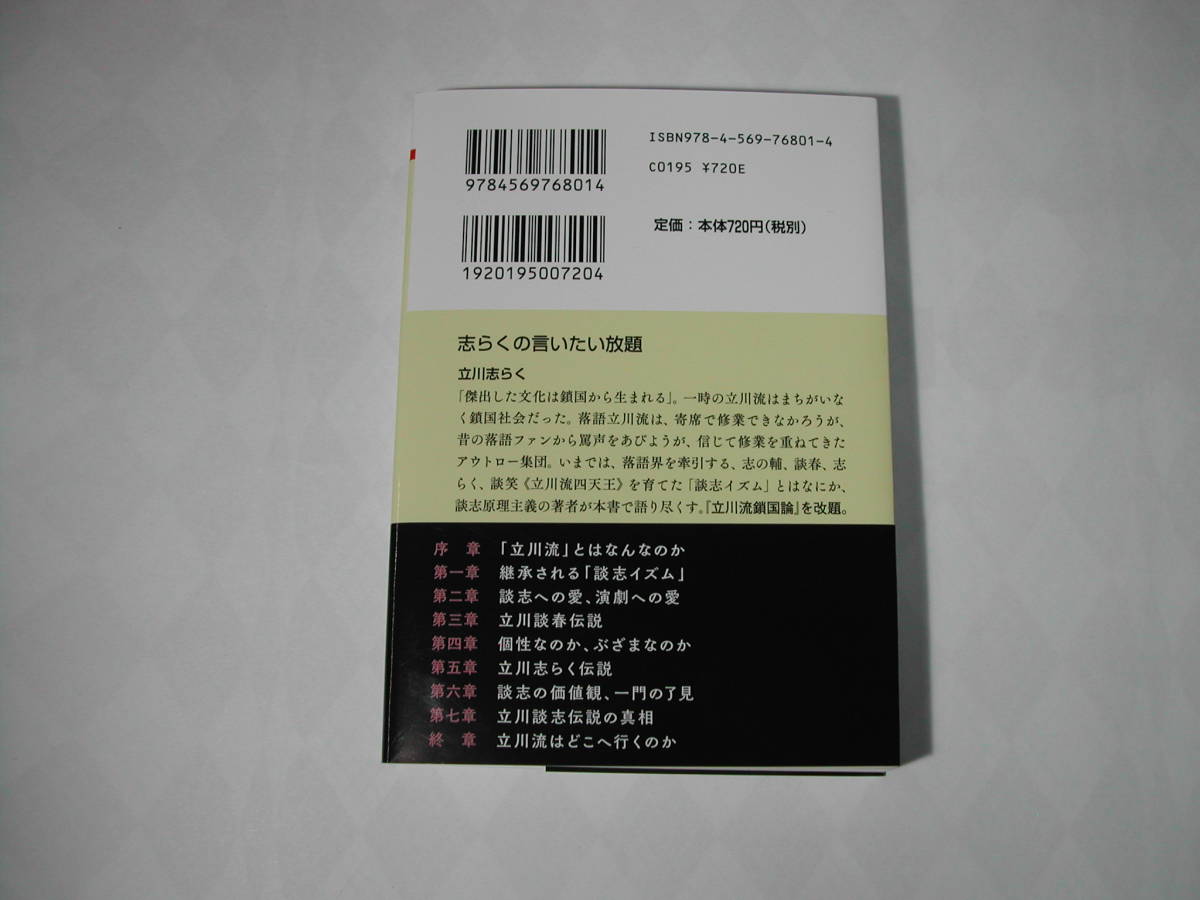 ISBN978-4-569-76801-4
C0195 ¥720E
9784569768014
定価：本体720円（税別）
1920195007204
志らくの言いたい放題
立川志らく
「傑出した文化は鎖国から生まれる」。一時の立川流はまちがいな
く鎖国社会だった。落語立川流は、寄席で修業できなかろうが、
昔の落語ファンから罵声をあびようが、信じて修業を重ねてきた
アウトロー集団。いまでは、落語界を牽引する、志の輔、談春、志
らく、談笑《立川流四天王》を育てた「談志イズム」とはなにか、
談志原理主義の著者が本書で語り尽くす。『立川流鎖国論』を改題。
序　章　「立川流」とはなんなのか
第一章　継承される「談志イズム」
第二章　談志への愛、演劇への愛
第三章　立川談春伝説
第四章　個性なのか、ぶざまなのか
第五章　立川志らく伝説
第六章　談志の価値観、一門の了見
第七章　立川談志伝説の真相
終　章　立川流はどこへ行くのか